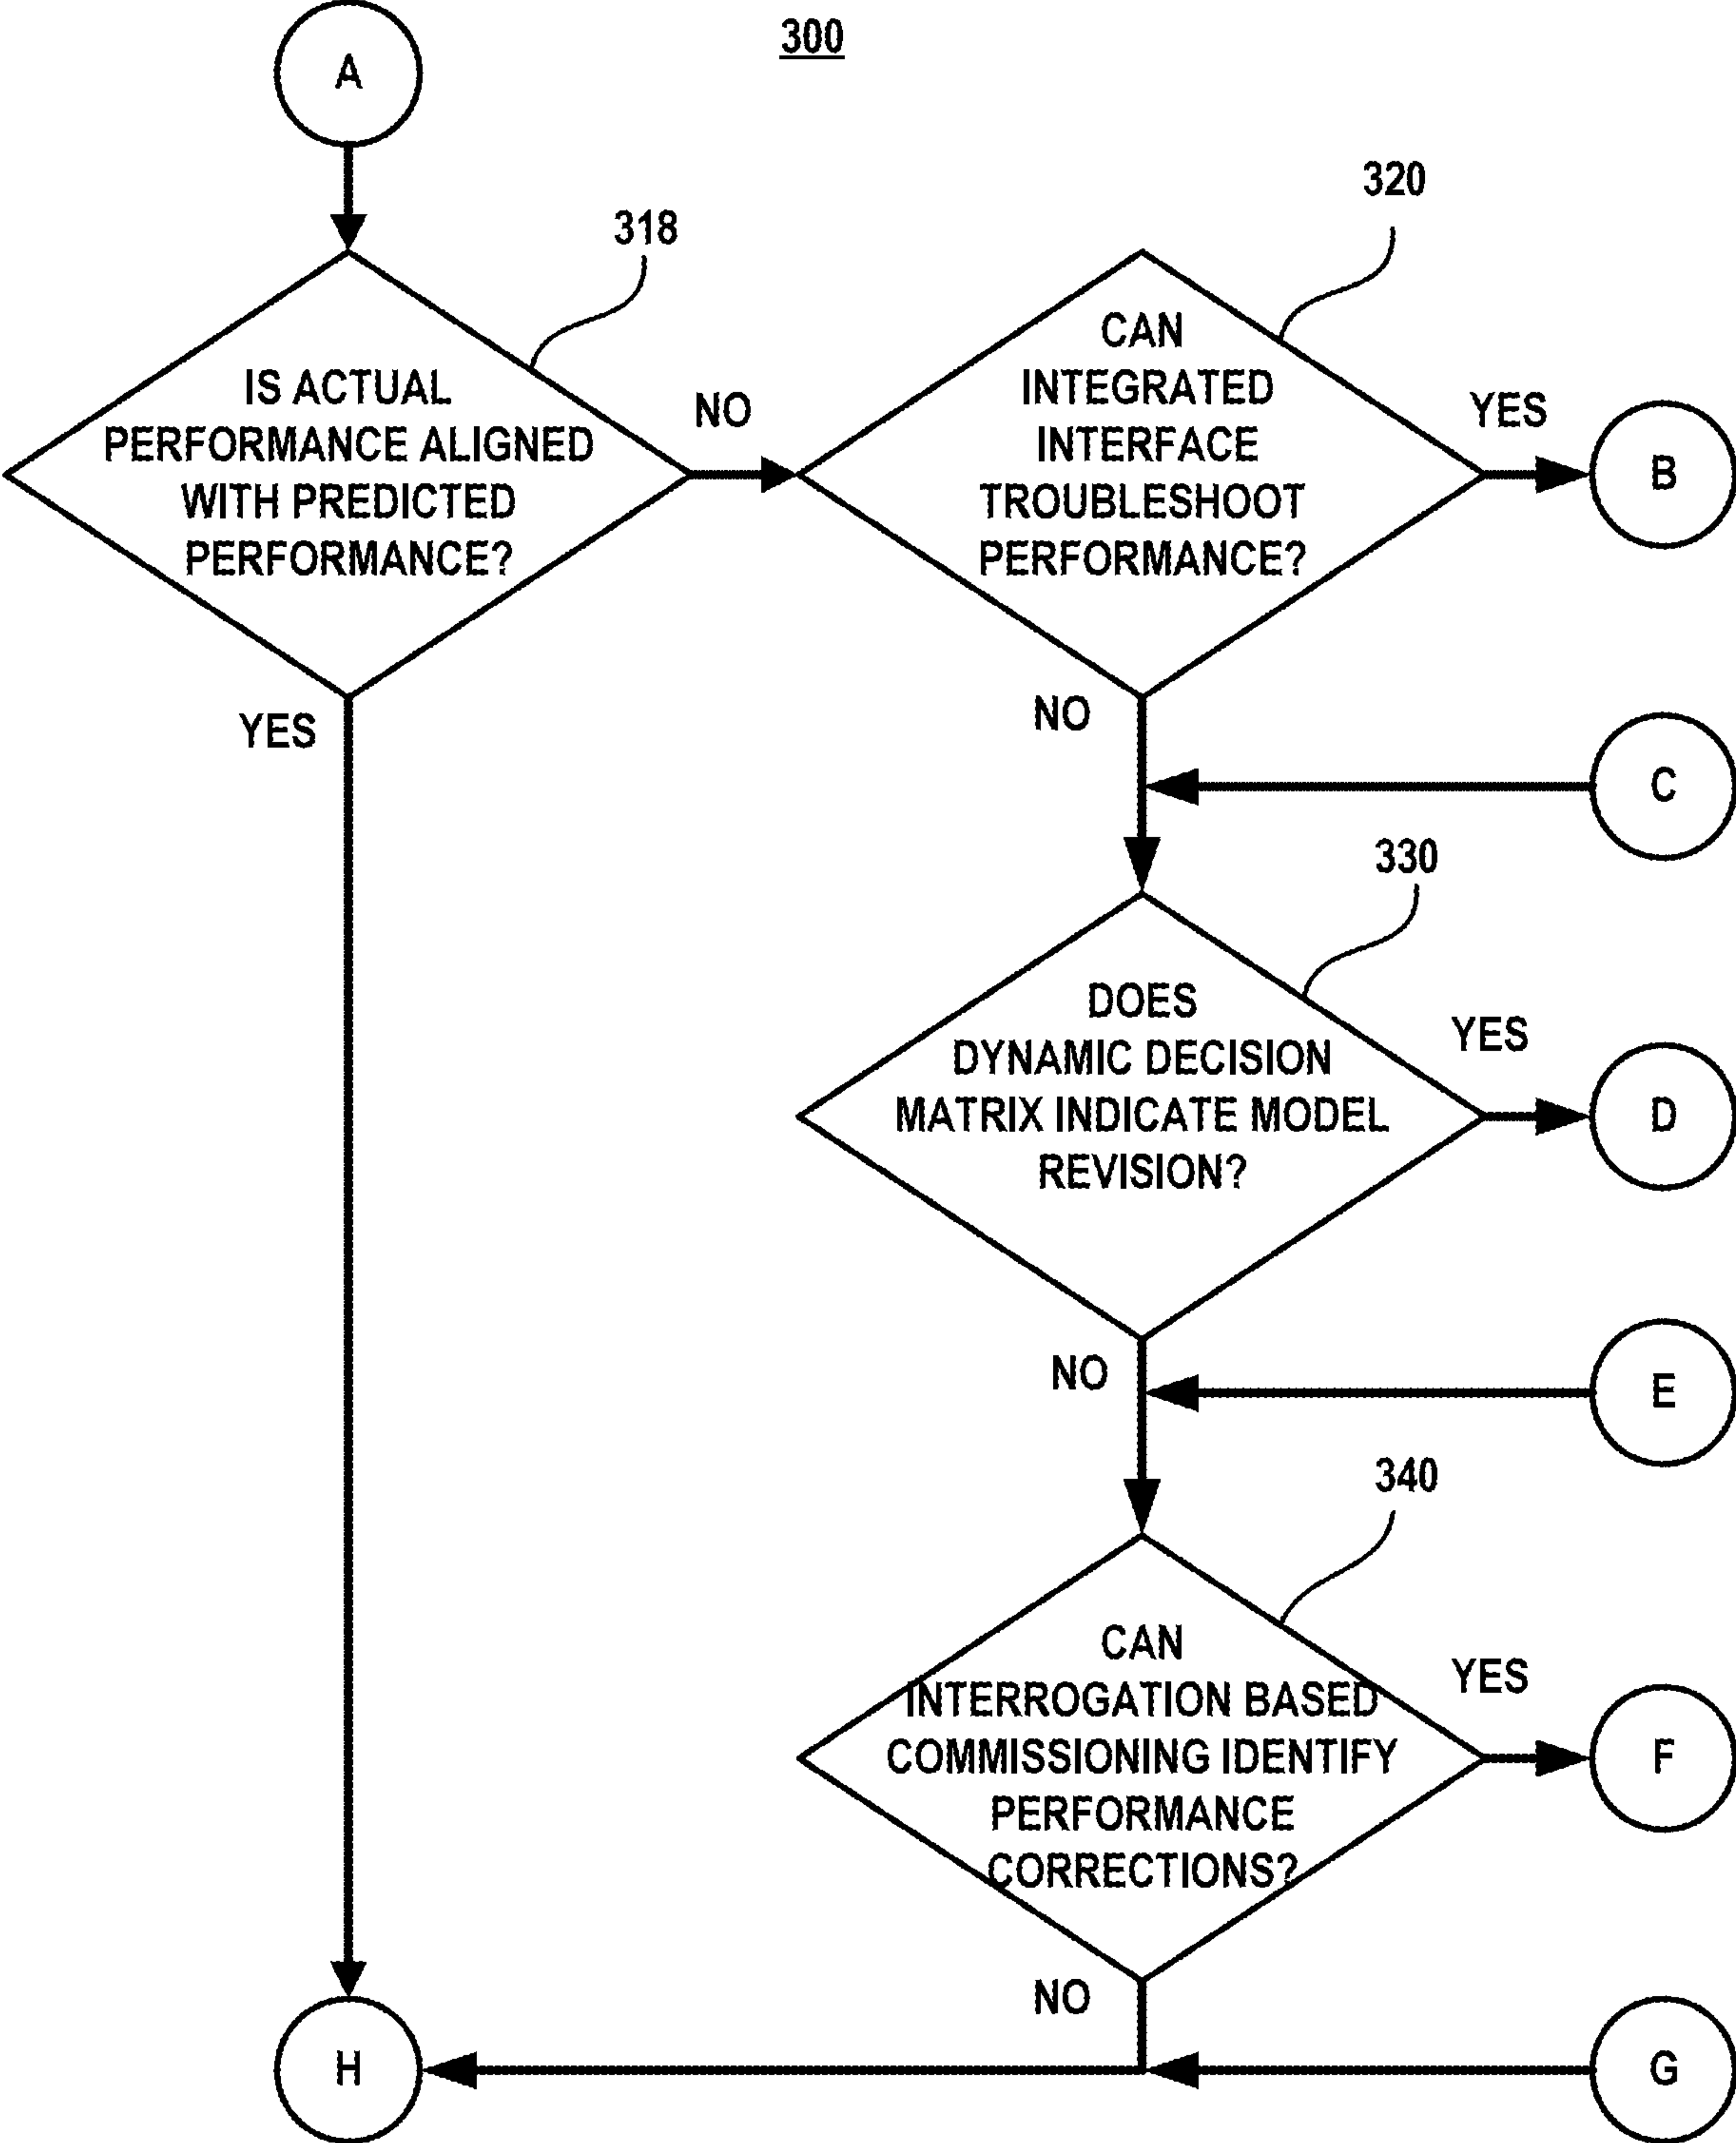 300
A
318
IS ACTUAL
PERFORMANCE ALIGNED
WITH PREDICTED
PERFORMANCE?
NO
YES
320
CAN
INTEGRATED
INTERFACE
TROUBLESHOOT
PERFORMANCE?
YES
B
NO
C
330
DOES
DYNAMIC DECISION
MATRIX INDICATE MODEL
REVISION?
YES
D
NO
E
340
CAN
INTERROGATION BASED
COMMISSIONING IDENTIFY
PERFORMANCE
CORRECTIONS?
YES
F
NO
H
G